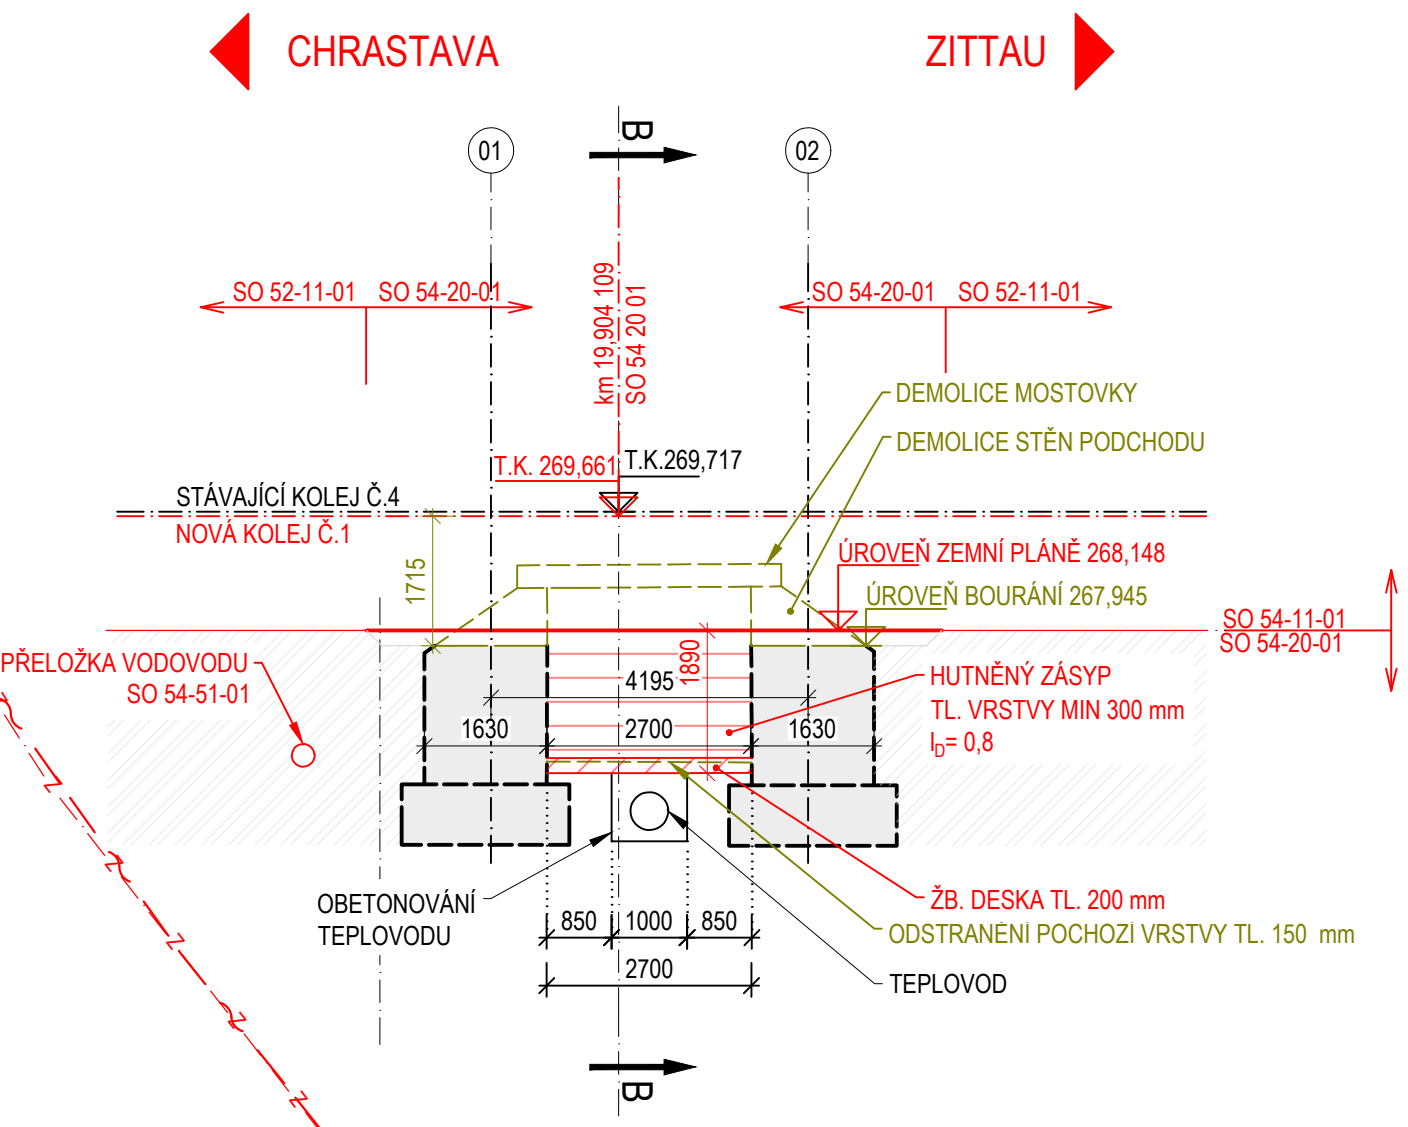 CHRASTAVA
ZITTAU
B
01
02
SO 52-11-01
SO 54-20-01
km 19,904 109
SO 54 20 01
SO 54-20-01
SO 52-11-01
DEMOLICE MOSTOVKY
DEMOLICE STĚN PODCHODU
T.K. 269,661
T.K.269,717
STÁVAJÍCÍ KOLEJ Č.4
NOVÁ KOLEJ Č.1
1715
ÚROVEŇ ZEMNÍ PLÁNĚ 268,148
ÚROVEŇ BOURÁNÍ 267,945
SO 54-11-01
SO 54-20-01
PŘELOŽKA VODOVODU
SO 54-51-01
1890
4195
1630
2700
1630
HUTNĚNÝ ZÁSYP
TL. VRSTVY MIN 300 mm
ID= 0,8
OBETONOVÁNÍ
TEPLOVODU
850
1000
850
2700
ŽB. DESKA TL. 200 mm
ODSTRANĚNÍ POCHOZÍ VRSTVY TL. 150 mm
TEPLOVOD
Z
Z
Z
Z
Z
B